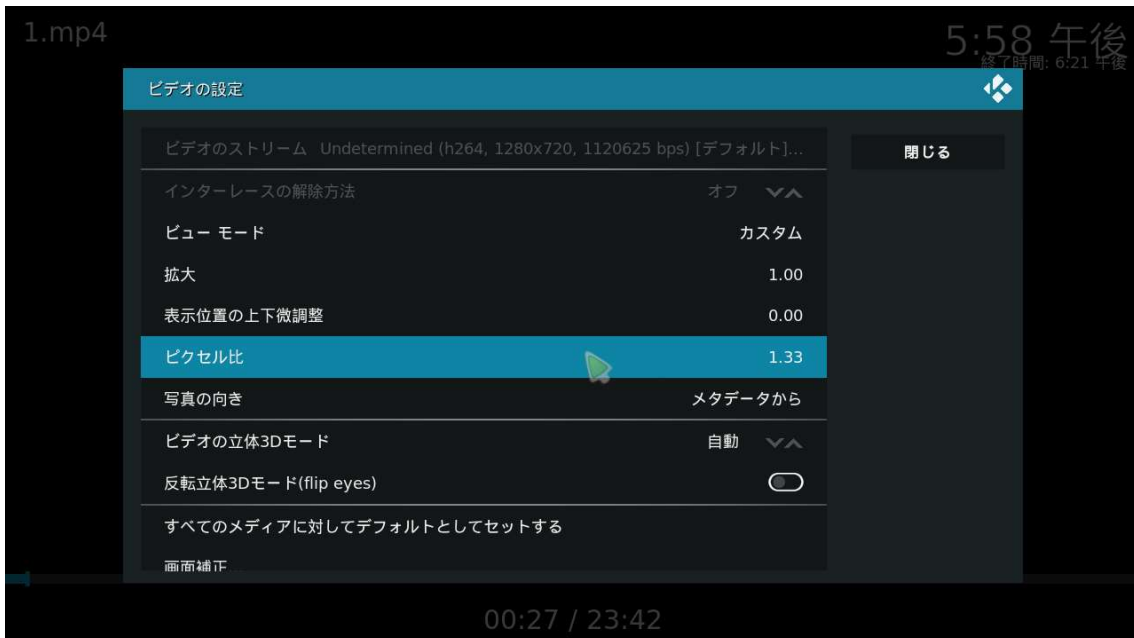 1.mp4
5:58 午後
終了時間: 6:21 午後
ビデオの設定
ビデオのストリーム Undetermined (h264, 1280x720, 1120625 bps) [デフォルト]...
閉じる
インターレースの解除方法 オフ
ビュー モード カスタム
拡大 1.00
表示位置の上下微調整 0.00
ピクセル比 1.33
写真の向き メタデータから
ビデオの立体3Dモード 自動
反転立体3Dモード(flip eyes)
すべてのメディアに対してデフォルトとしてセットする
画面補正...
00:27 / 23:42